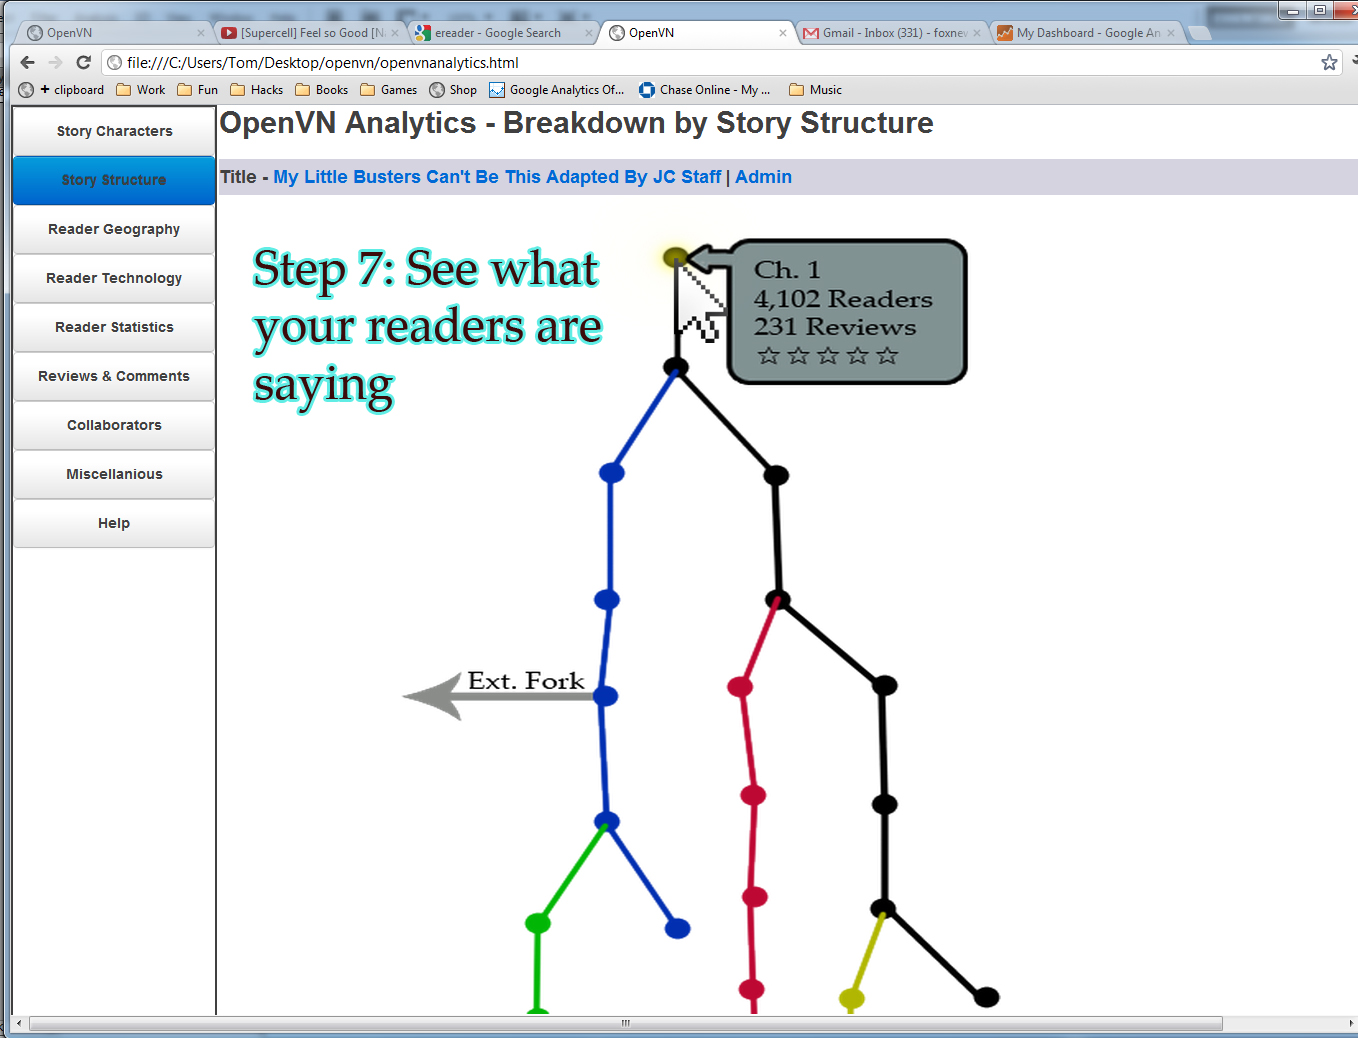 OpenVN
[Supercell] Feel so Good [N
ereader - Google Search
OpenVN
Gmail - Inbox (331) - foxnew
My Dashboard - Google An
file:///C:/Users/Tom/Desktop/openvn/openvnanalytics.html
+ clipboard
Work
Fun
Hacks
Books
Games
Shop
Google Analytics Of...
Chase Online - My ...
Music
Story Characters
Story Structure
Reader Geography
Reader Technology
Reader Statistics
Reviews & Comments
Collaborators
Miscellanious
Help
OpenVN Analytics - Breakdown by Story Structure
Title - My Little Busters Can't Be This Adapted By JC Staff | Admin
Step 7: See what
your readers are
saying
Ch. 1
4,102 Readers
231 Reviews
☆☆☆☆☆
Ext. Fork